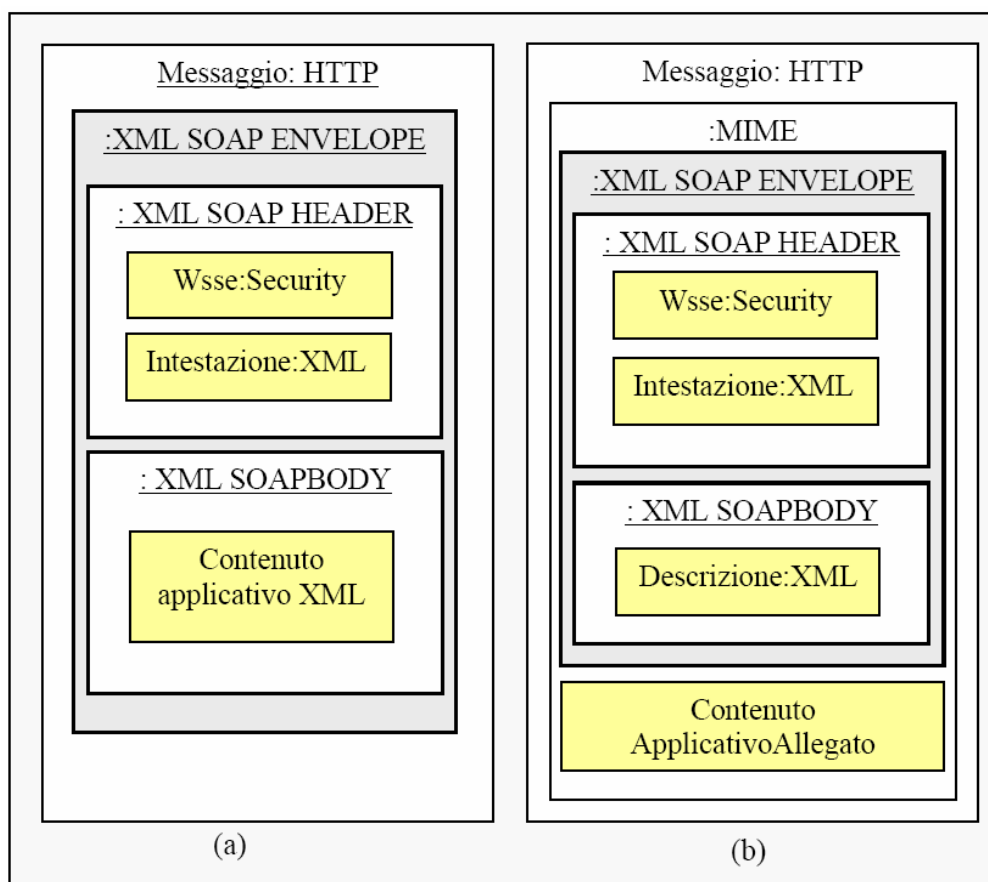 Messaggio: HTTP
:XML SOAP ENVELOPE
: XML SOAP HEADER
Wsse:Security
Intestazione:XML
: XML SOAPBODY
Contenuto
applicativo XML
(a)
Messaggio: HTTP
:MIME
:XML SOAP ENVELOPE
: XML SOAP HEADER
Wsse:Security
Intestazione:XML
: XML SOAPBODY
Descrizione:XML
Contenuto
ApplicativoAllegato
(b)